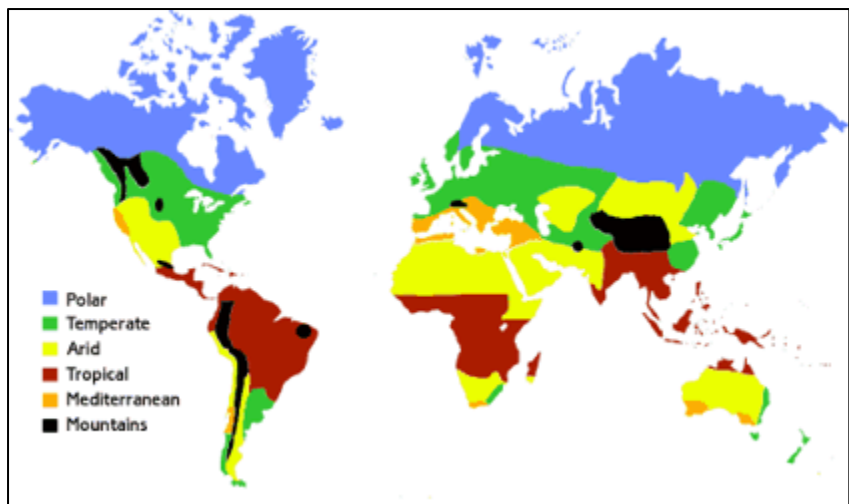 Polar
Temperate
Arid
Tropical
Mediterranean
Mountains